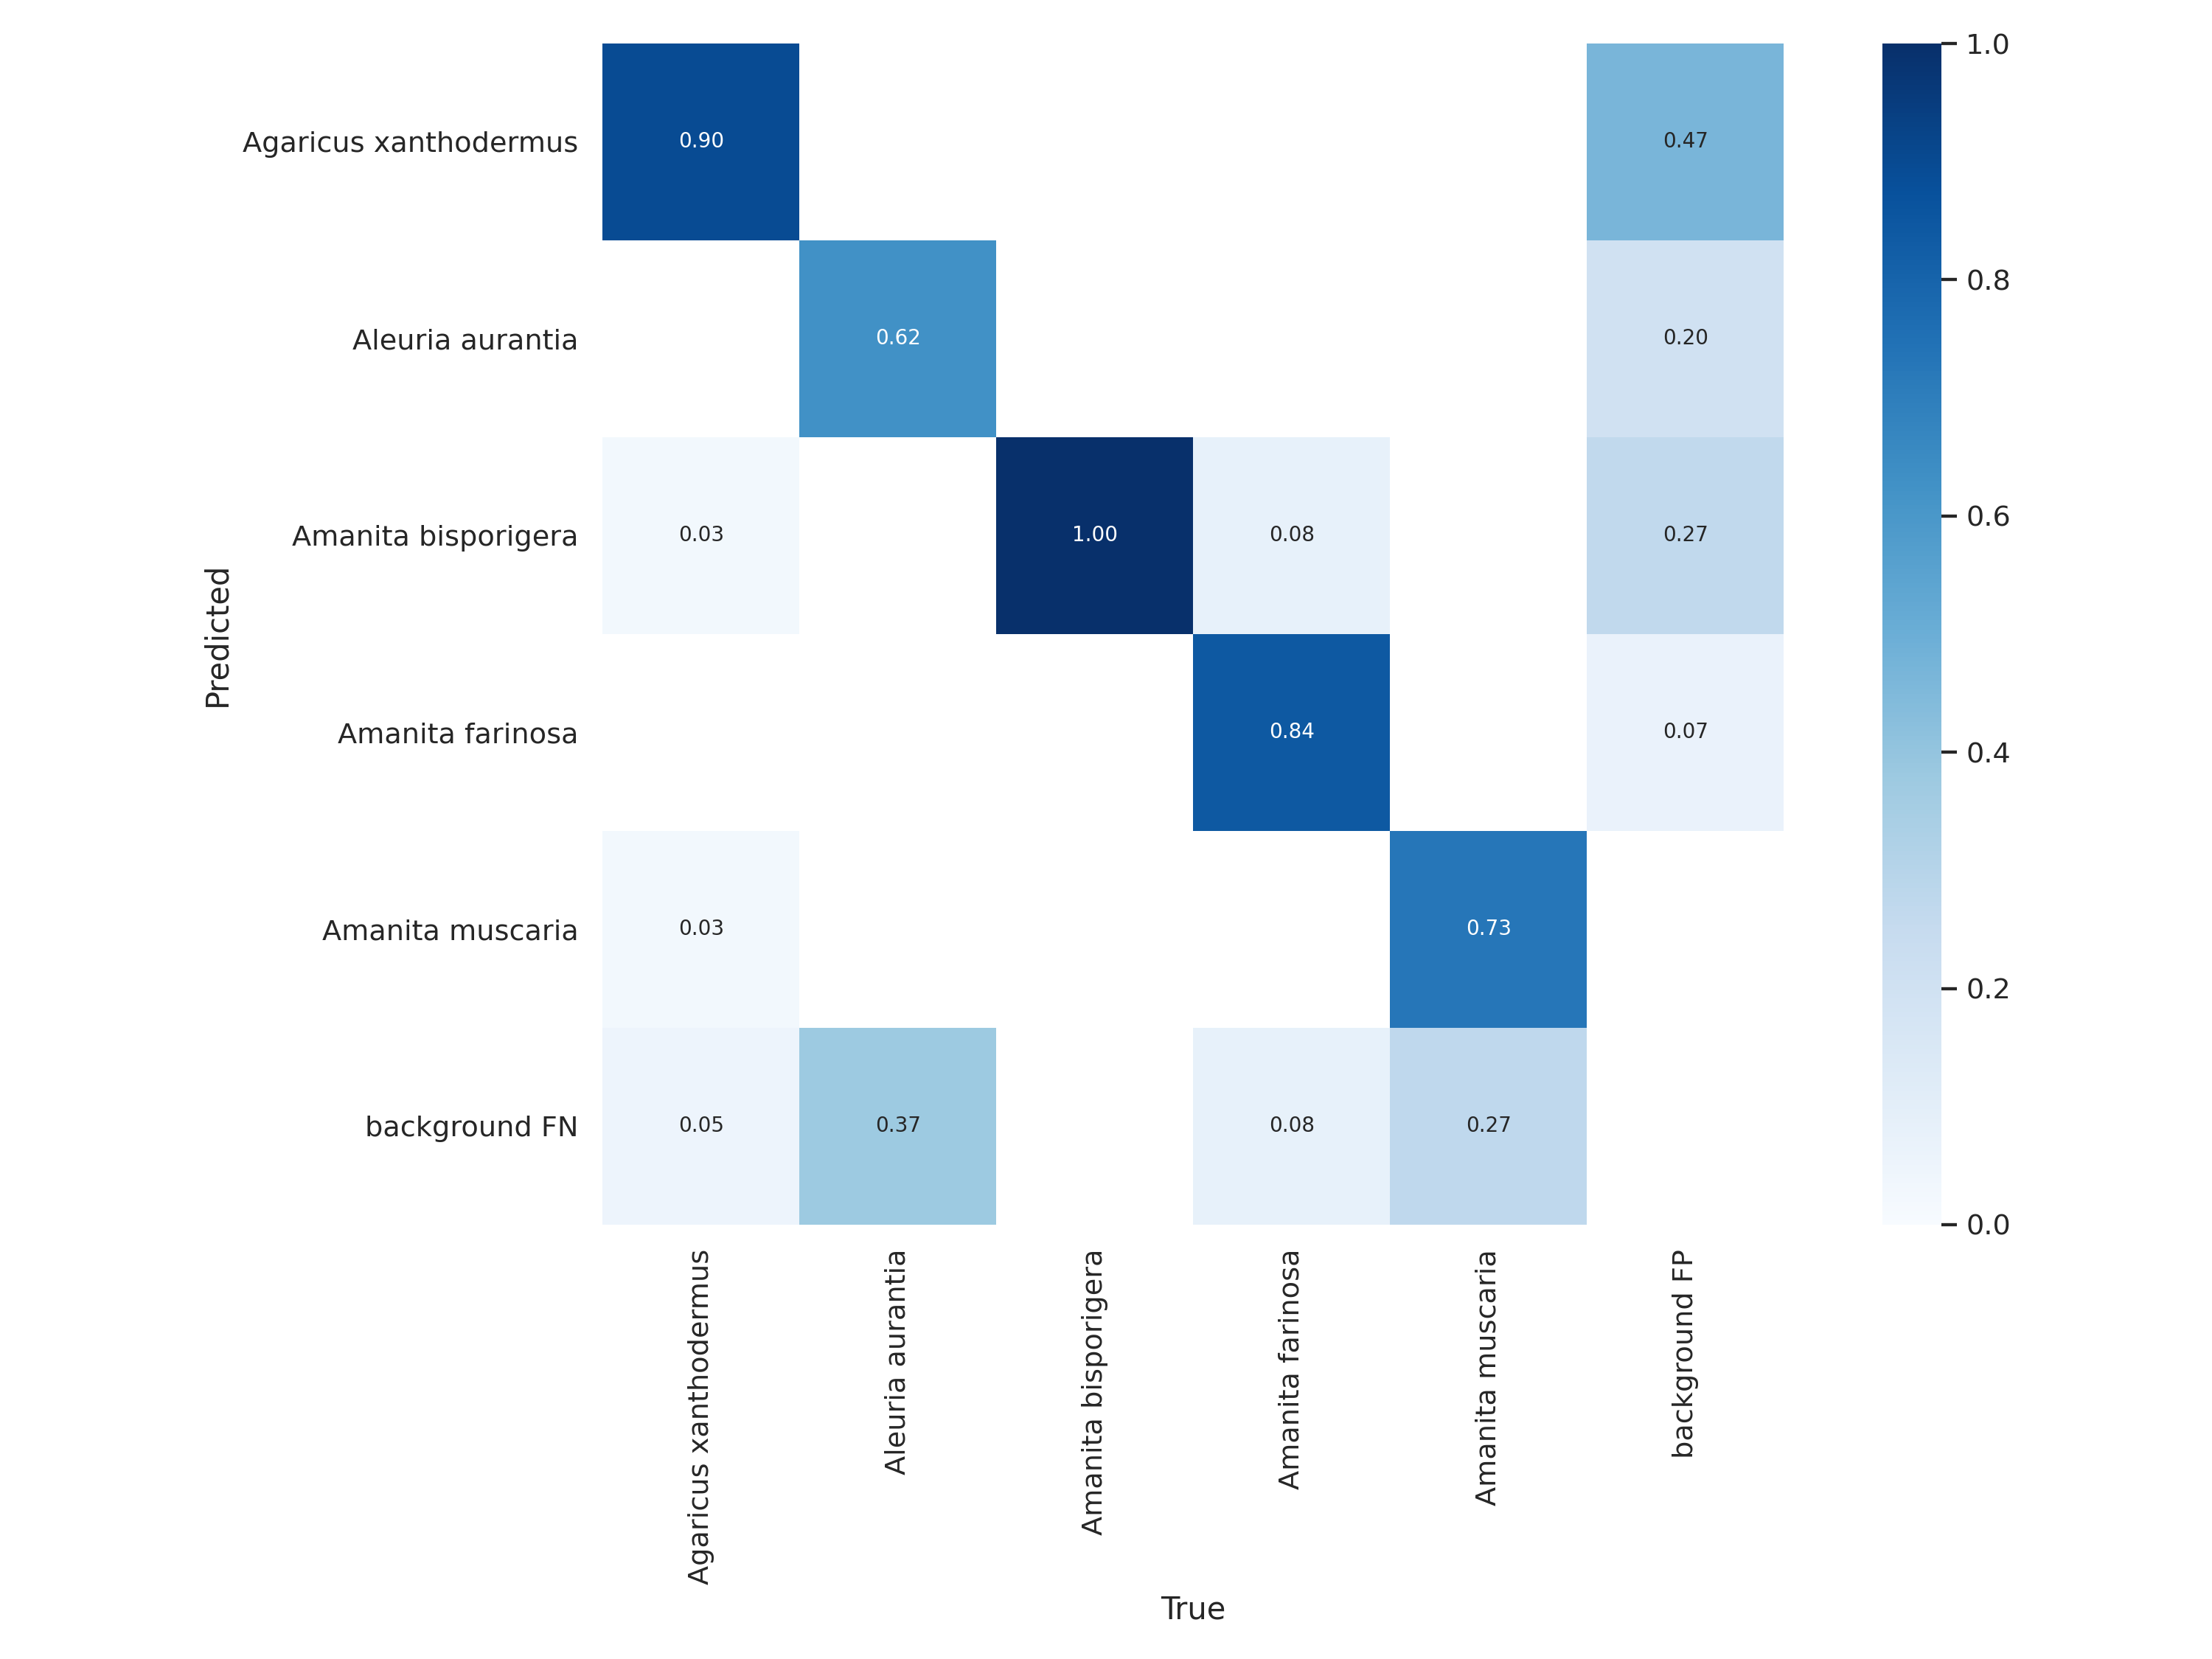 1.0
Agaricus xanthodermus 0.90 0.47
0.8
Aleuria aurantia 0.62 0.20
0.6
Amanita bisporigera 0.03 1.00 0.08 0.27
Predicted
Amanita farinosa 0.84 0.07
0.4
Amanita muscaria 0.03 0.73
0.2
background FN 0.05 0.37 0.08 0.27
0.0
Agaricus xanthodermus
Aleuria aurantia
Amanita bisporigera
Amanita farinosa
Amanita muscaria
background FP
True